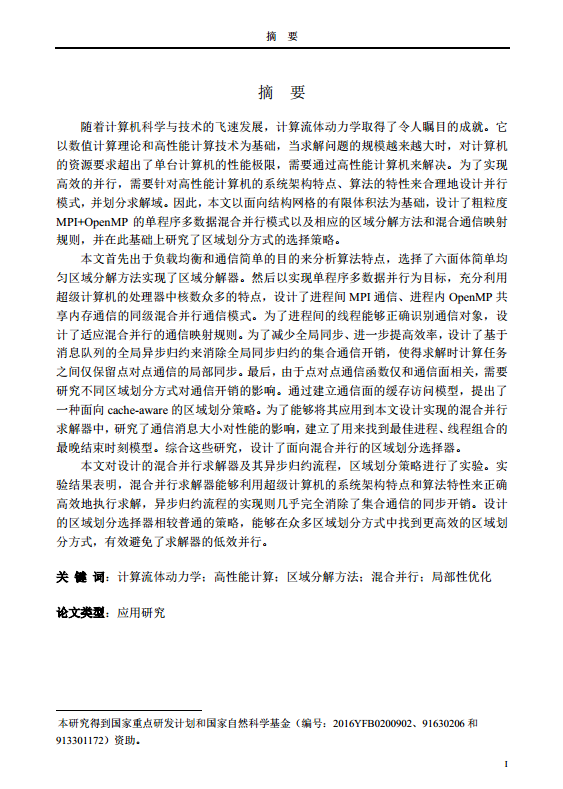 摘 要
摘 要
随着计算机科学与技术的飞速发展，计算流体动力学取得了令人瞩目的成就。它
以数值计算理论和高性能计算技术为基础，当求解问题的规模越来越大时，对计算机
的资源要求超出了单台计算机的性能极限，需要通过高性能计算机来解决。为了实现
高效的并行，需要针对高性能计算机的系统架构特点、算法的特性来合理地设计并行
模式，并划分求解域。因此，本文以面向结构网格的有限体积法为基础，设计了粗粒度
MPI+OpenMP 的单程序多数据混合并行模式以及相应的区域分解方法和混合通信映射
规则，并在此基础上研究了区域划分方式的选择策略。
本文首先出于负载均衡和通信简单的目的来分析算法特点，选择了六面体简单均
匀区域分解方法实现了区域分解器。然后以实现单程序多数据并行为目标，充分利用
超级计算机的处理器中核数众多的特点，设计了进程间 MPI 通信、进程内 OpenMP 共
享内存通信的同级混合并行通信模式。为了进程间的线程能够正确识别通信对象，设
计了适应混合并行的通信映射规则。为了减少全局同步、进一步提高效率，设计了基于
消息队列的全局异步归约来消除全局同步归约的集合通信开销，使得求解时计算任务
之间仅保留点对点通信的局部同步。最后，由于点对点通信函数仅和通信面相关，需要
研究不同区域划分方式对通信开销的影响。通过建立通信面的缓存访问模型，提出了
一种面向 cache-aware 的区域划分策略。为了能够将其应用到本文设计实现的混合并行
求解器中，研究了通信消息大小对性能的影响，建立了用来找到最佳进程、线程组合的
最晚结束时刻模型。综合这些研究，设计了面向混合并行的区域划分选择器。
本文对设计的混合并行求解器及其异步归约流程，区域划分策略进行了实验。实
验结果表明，混合并行求解器能够利用超级计算机的系统架构特点和算法特性来正确
高效地执行求解，异步归约流程的实现则几乎完全消除了集合通信的同步开销。设计
的区域划分选择器相较普通的策略，能够在众多区域划分方式中找到更高效的区域划
分方式，有效避免了求解器的低效并行。
关 键 词：计算流体动力学；高性能计算；区域分解方法；混合并行；局部性优化
论文类型：应用研究
本研究得到国家重点研发计划和国家自然科学基金（编号：2016YFB0200902、91630206 和
913301172）资助。
I